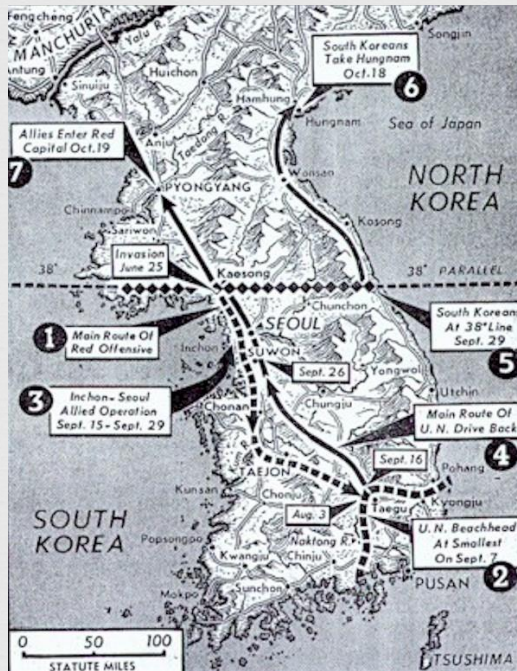 Fengcheng
MANCHURIA
Antung
Yalu R.
Sinuiju
Huichon
South Koreans
Take Hungnam
Oct. 18
6
Songjin
Hamhung
Hungnam
Sea of Japan
Allies Enter Red
Capital Oct. 19
7
Anju
Taedong R.
PYONGYANG
Wonsan
NORTH
KOREA
Chinnampo
Sariwon
Kosong
Invasion
June 25
Kaesong
38°
38° PARALLEL
Chunchon
1
Main Route Of
Red Offensive
SEOUL
South Koreans
At 38° Line
Sept. 29
5
Inchon
SUWON
Sept. 26
Yongwol
Utchin
3
Inchon-Seoul
Allied Operation
Sept. 15-Sept. 29
Chonan
Chungju
Main Route Of
U.N. Drive Back
4
Sept. 16
Pohang
TAEJON
Kunsan
Chonju
Aug. 3
Taegu
Kyongju
SOUTH
KOREA
Popsongpo
Naktong R.
U.N. Beachhead
At Smallest
On Sept. 7
2
Kwangju
Chinju
PUSAN
Mokpo
Sunchon
0 50 100
STATUTE MILES
TSUSHIMA